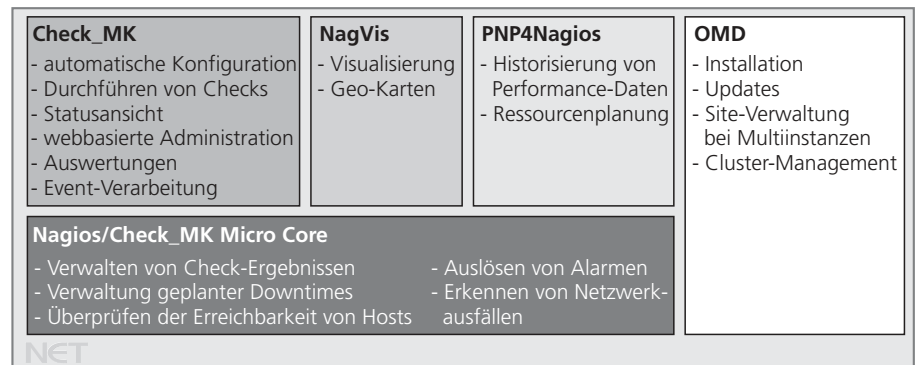 Check_MK
- automatische Konfiguration
- Durchführen von Checks
- Statusansicht
- webbasierte Administration
- Auswertungen
- Event-Verarbeitung
NagVis
- Visualisierung
- Geo-Karten
PNP4Nagios
- Historisierung von
Performance-Daten
- Ressourcenplanung
OMD
- Installation
- Updates
- Site-Verwaltung
bei Multiinstanzen
- Cluster-Management
Nagios/Check_MK Micro Core
- Verwalten von Check-Ergebnissen
- Verwaltung geplanter Downtimes
- Überprüfen der Erreichbarkeit von Hosts
- Auslösen von Alarmen
- Erkennen von Netzwerk-
ausfällen
NET